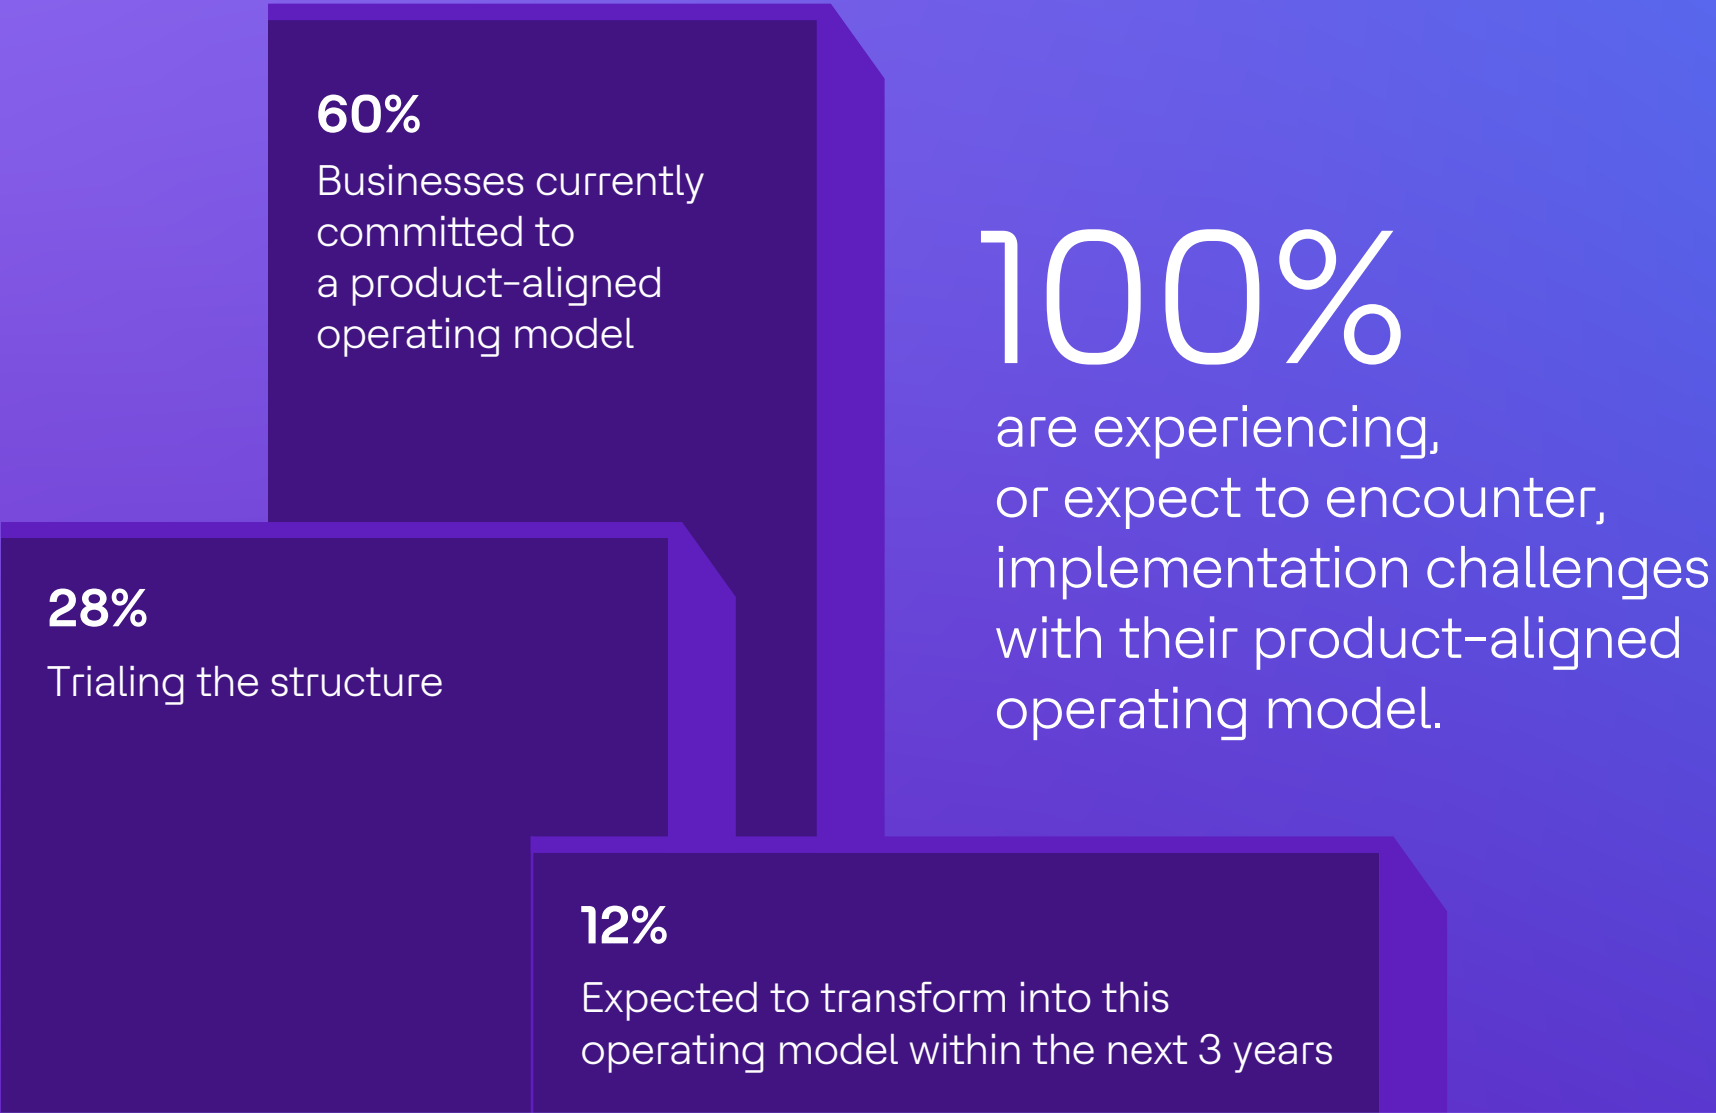 60%
Businesses currently
committed to
a product-aligned
operating model
100%
are experiencing,
or expect to encounter,
implementation challenges
with their product-aligned
operating model.
28%
Trialing the structure
12%
Expected to transform into this
operating model within the next 3 years